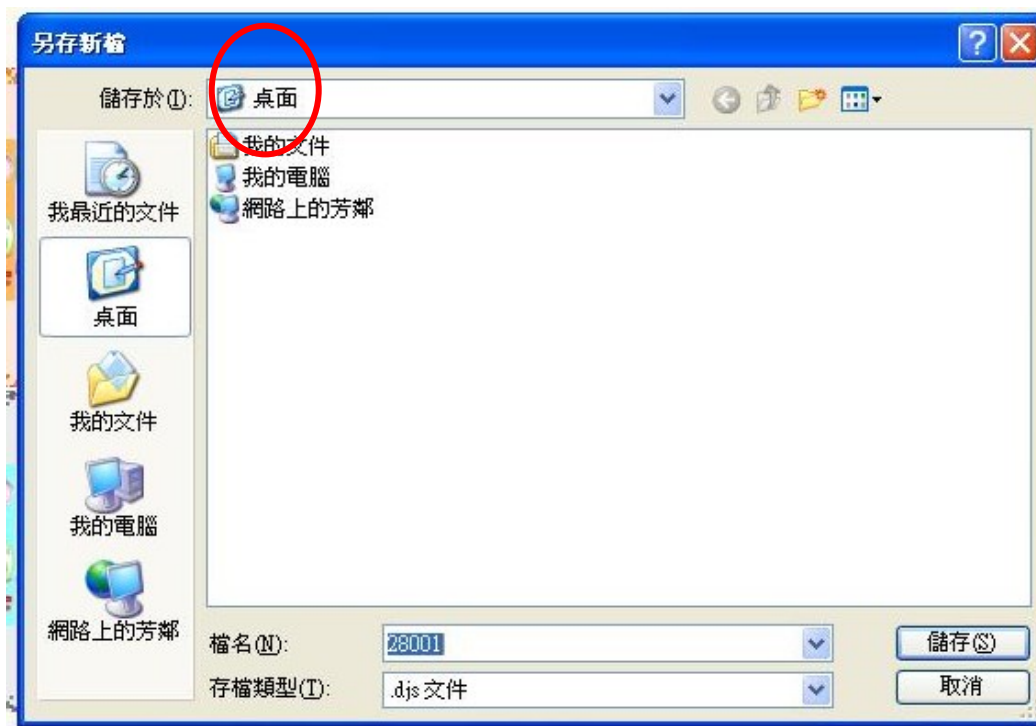 另存新檔
儲存於(I):
桌面
我的文件
我的電腦
網路上的芳鄰
我最近的文件
桌面
我的文件
我的電腦
網路上的芳鄰
檔名(N):
28001
儲存(S)
存檔類型(T):
.djs 文件
取消